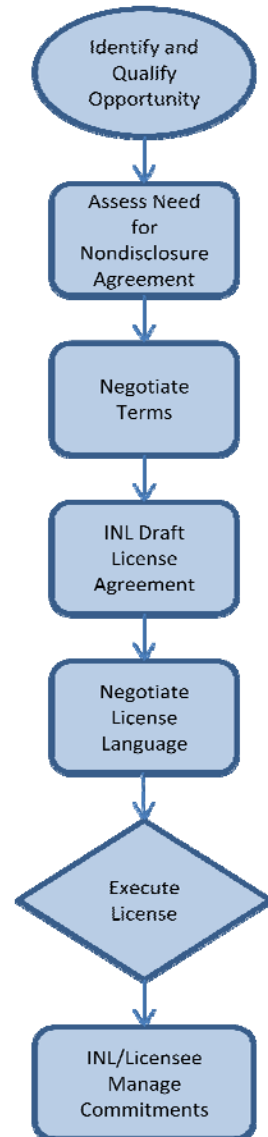 Identify and
Qualify
Opportunity
Assess Need
for
Nondisclosure
Agreement
Negotiate
Terms
INL Draft
License
Agreement
Negotiate
License
Language
Execute
License
INL/Licensee
Manage
Commitments